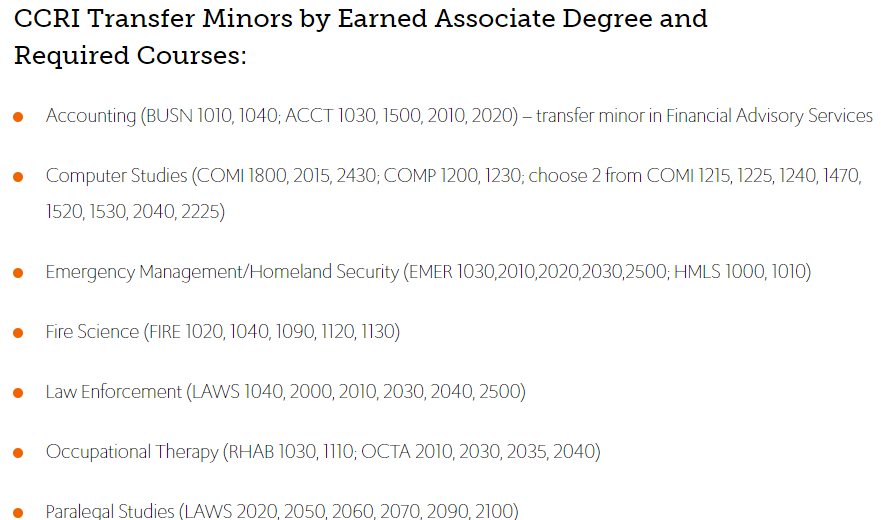 CCRI Transfer Minors by Earned Associate Degree and
Required Courses:
Accounting (BUSN 1010, 1040; ACCT 1030, 1500, 2010, 2020) – transfer minor in Financial Advisory Services
Computer Studies (COMI 1800, 2015, 2430; COMP 1200, 1230; choose 2 from COMI 1215, 1225, 1240, 1470,
1520, 1530, 2040, 2225)
Emergency Management/Homeland Security (EMER 1030,2010,2020,2030,2500; HMLS 1000, 1010)
Fire Science (FIRE 1020, 1040, 1090, 1120, 1130)
Law Enforcement (LAWS 1040, 2000, 2010, 2030, 2040, 2500)
Occupational Therapy (RHAB 1030, 1110; OCTA 2010, 2030, 2035, 2040)
Paralegal Studies (LAWS 2020, 2050, 2060, 2070, 2090, 2100)